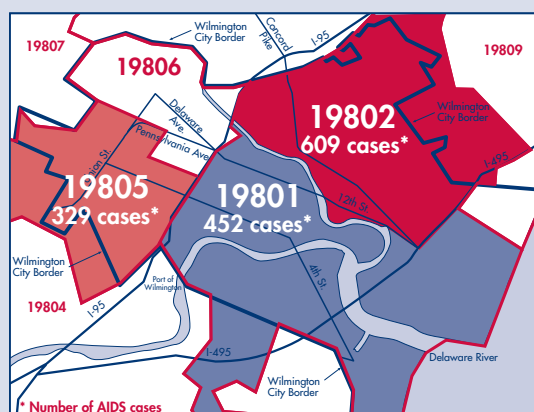 Wilmington
City Border
Concord
Pike
I-95
19807
19806
19809
Delaware
Ave.
Pennsylvania Ave.
19802
609 cases*
Wilmington
City Border
I-495
Union St.
19805
329 cases*
19801
452 cases*
12th St.
Wilmington
City Border
Port of
Wilmington
4th St.
19804
I-95
I-495
Delaware River
Wilmington
City Border
* Number of AIDS cases